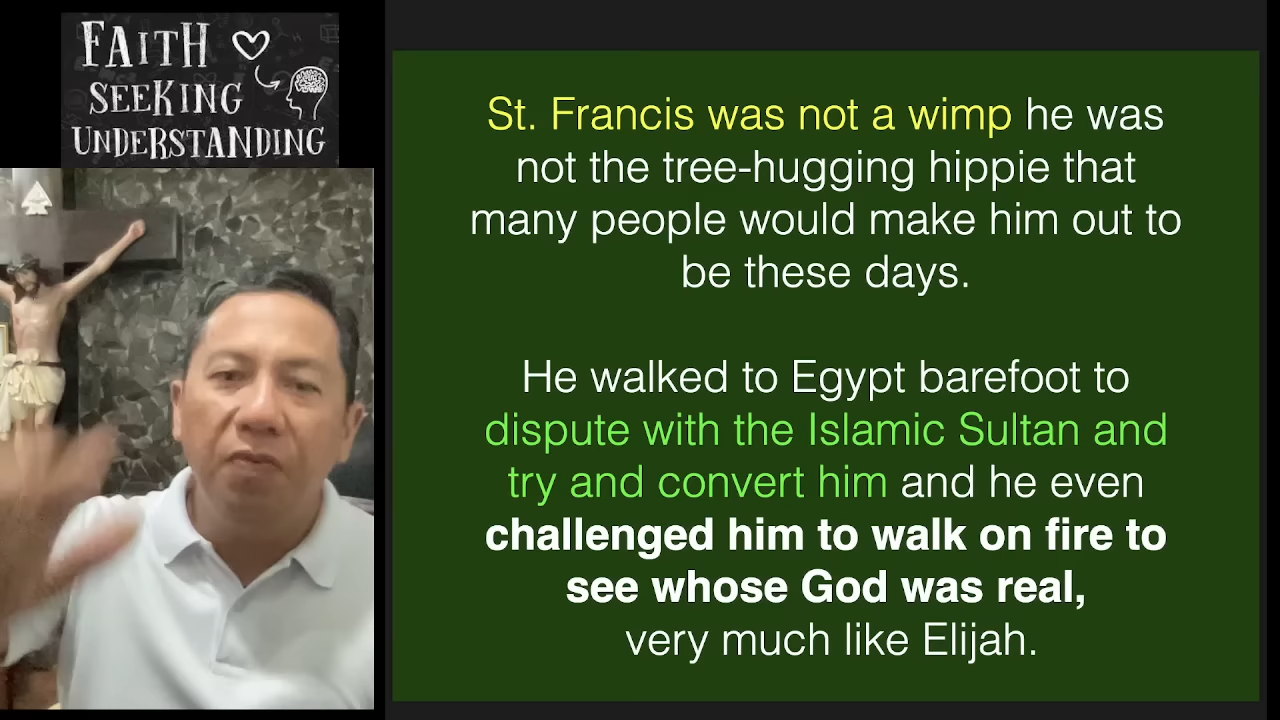 FAITH
SEEKING
UNDERSTANDING
St. Francis was not a wimp he was
not the tree-hugging hippie that
many people would make him out to
be these days.
He walked to Egypt barefoot to
dispute with the Islamic Sultan and
try and convert him and he even
challenged him to walk on fire to
see whose God was real,
very much like Elijah.